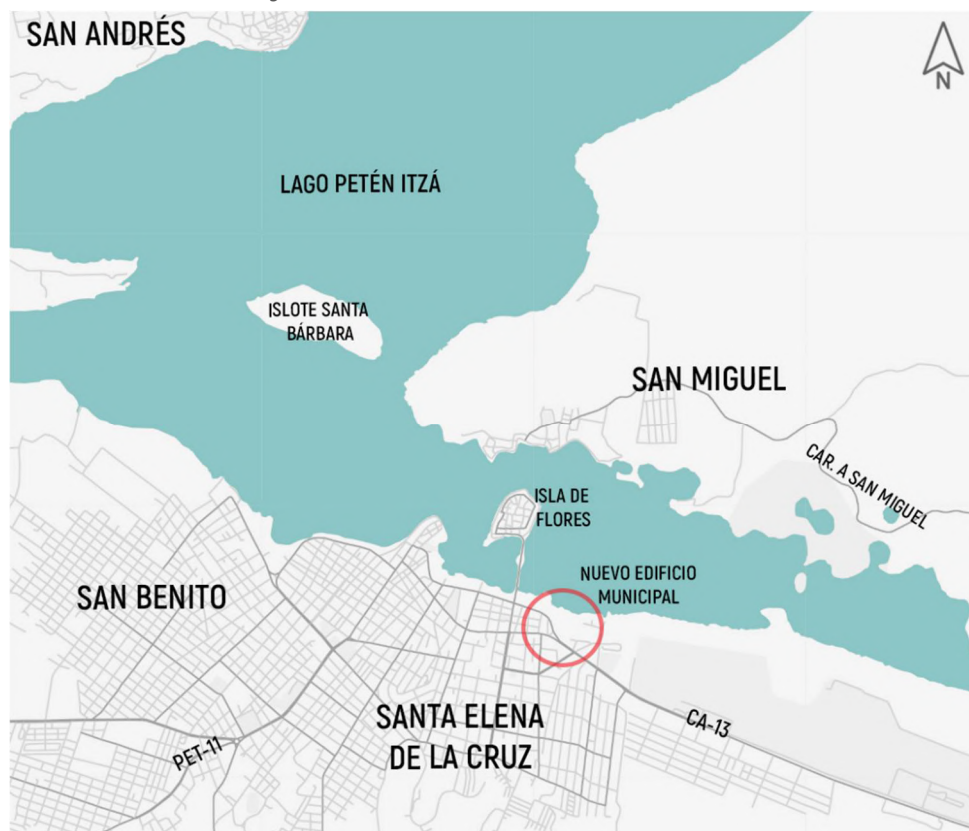 SAN ANDRÉS
N
LAGO PETÉN ITZÁ
ISLOTE SANTA
BÁRBARA
SAN MIGUEL
CAR. A SAN MIGUEL
ISLA DE
FLORES
NUEVO EDIFICIO
MUNICIPAL
SAN BENITO
SANTA ELENA
DE LA CRUZ
CA-13
PET-11